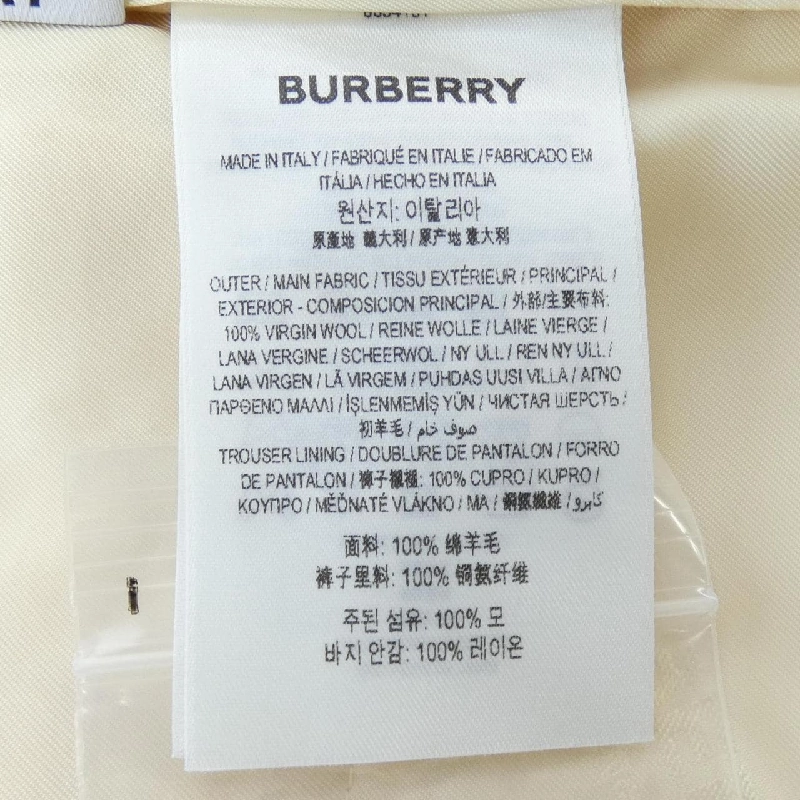 BURBERRY
MADE IN ITALY / FABRIQUÉ EN ITALIE / FABRICADO EM
ITÁLIA / HECHO EN ITALIA
원산지: 이탈리아
原產地 義大利 / 原产地 意大利
OUTER / MAIN FABRIC / TISSU EXTÉRIEUR / PRINCIPAL /
EXTERIOR - COMPOSICION PRINCIPAL / 外部/主要布料:
100% VIRGIN WOOL / REINE WOLLE / LAINE VIERGE /
LANA VERGINE / SCHEERWOL / NY ULL / REN NY ULL /
LANA VIRGEN / LÃ VIRGEM / PUHDAS UUSI VILLA / ΑΓΝΟ
ΠΑΡΘΕΝΟ ΜΑΛΛΙ / İŞLENMEMİŞ YÜN / ЧИСТАЯ ШЕРСТЬ /
初羊毛 / صوف خام /
TROUSER LINING / DOUBLURE DE PANTALON / FORRO
DE PANTALON / 褲子襯裡: 100% CUPRO / KUPRO /
ΚΟΥΠΡΟ / MĚĎNATÉ VLÁKNO / MA / 銅氨纖維 / كابرو /
面料: 100% 绵羊毛
裤子里料: 100% 铜氨纤维
주된 섬유: 100% 모
바지 안감: 100% 레이온